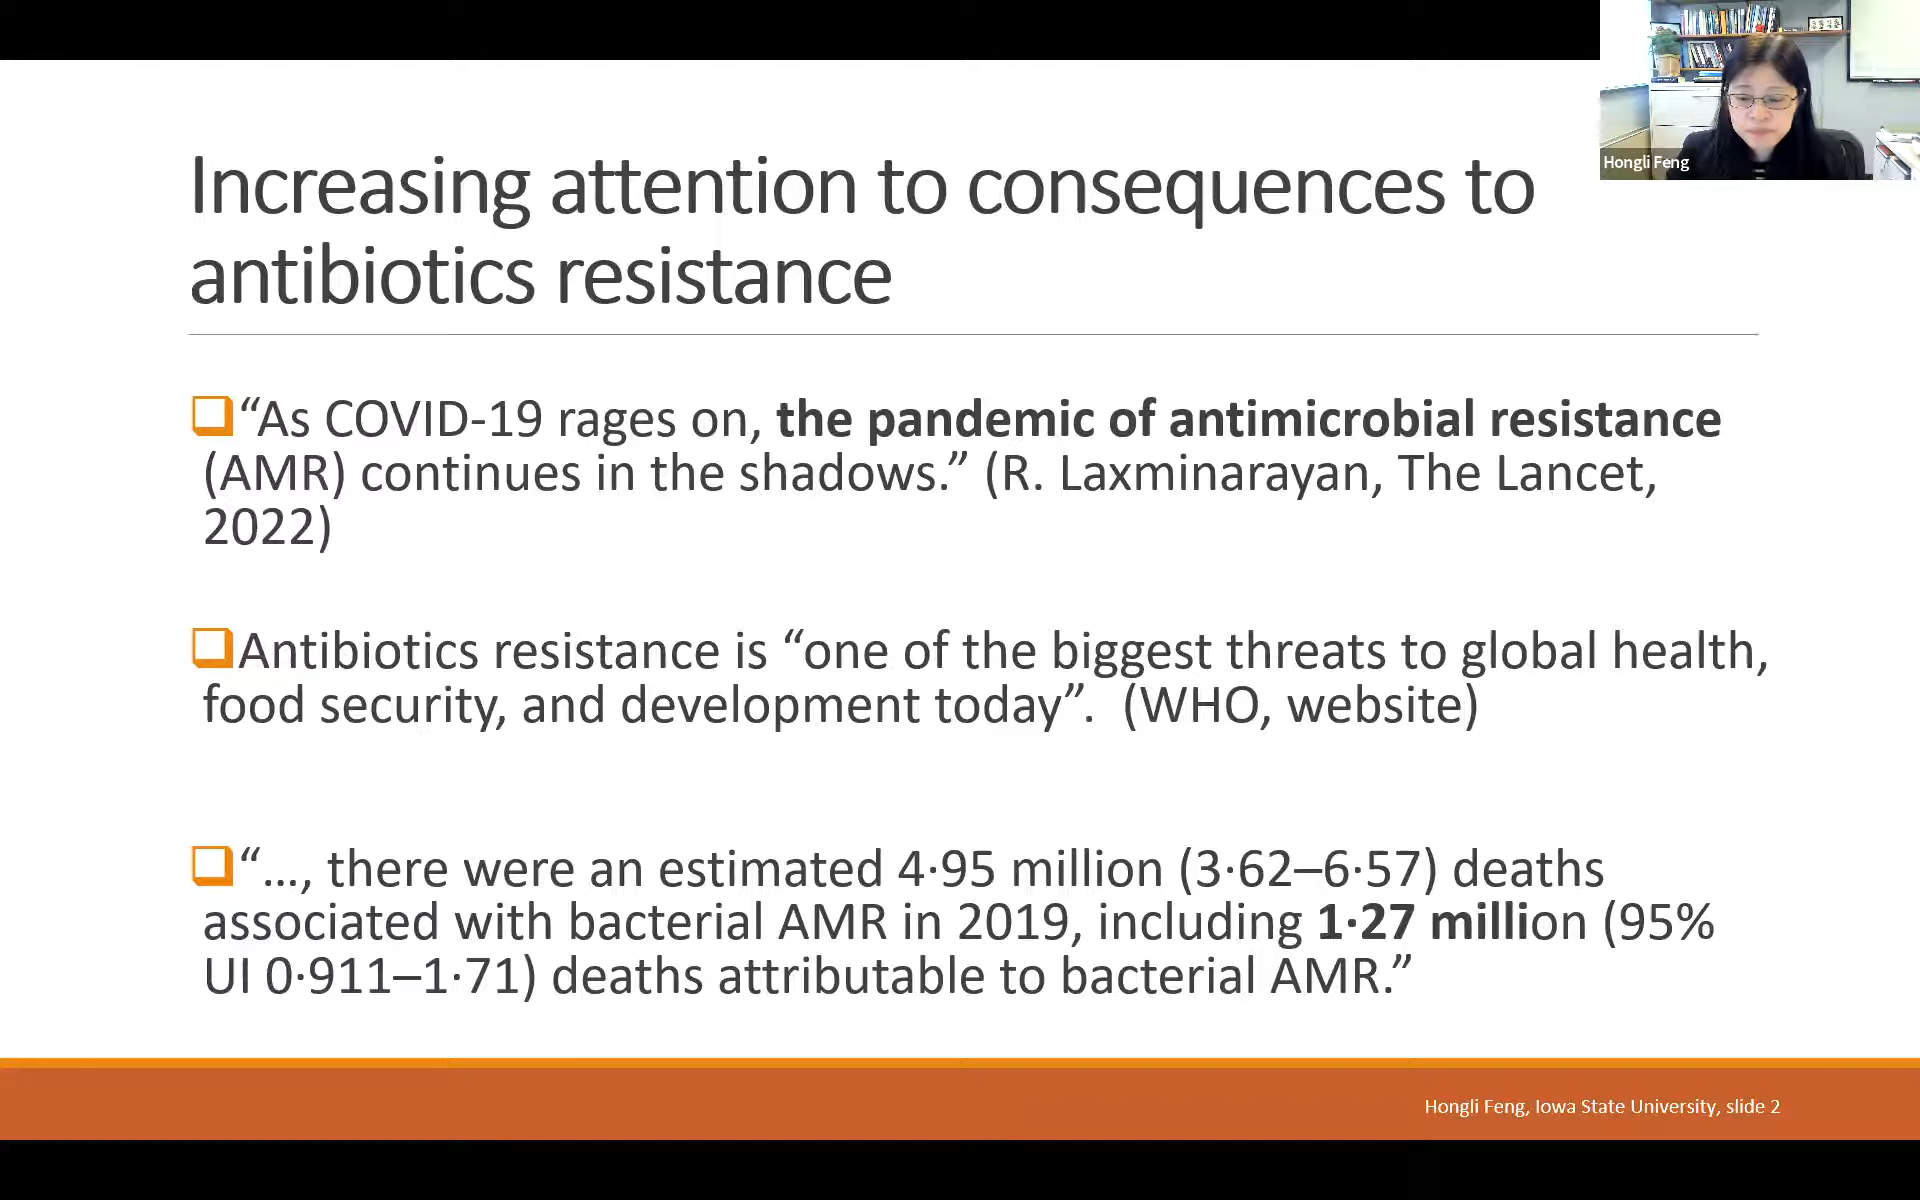 Hongli Feng
Increasing attention to consequences to
antibiotics resistance
“As COVID-19 rages on, the pandemic of antimicrobial resistance
(AMR) continues in the shadows.” (R. Laxminarayan, The Lancet,
2022)
Antibiotics resistance is “one of the biggest threats to global health,
food security, and development today”.  (WHO, website)
“…, there were an estimated 4·95 million (3·62–6·57) deaths
associated with bacterial AMR in 2019, including 1·27 million (95%
UI 0·911–1·71) deaths attributable to bacterial AMR.”
Hongli Feng, Iowa State University, slide 2